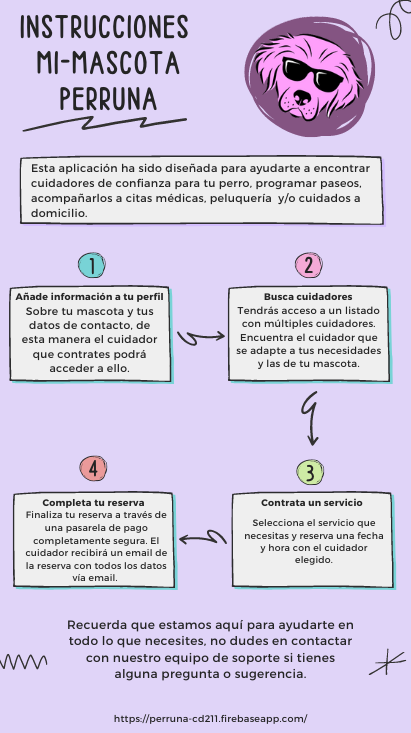 INSTRUCCIONES
MI-MASCOTA
PERRUNA
Esta aplicación ha sido diseñada para ayudarte a encontrar
cuidadores de confianza para tu perro, programar paseos,
acompañarlos a citas médicas, peluquería y/o cuidados a
domicilio.
1
Añade información a tu perfil
Sobre tu mascota y tus
datos de contacto, de
esta manera el cuidador
que contrates podrá
acceder a ello.
2
Busca cuidadores
Tendrás acceso a un listado
con múltiples cuidadores.
Encuentra el cuidador que
se adapte a tus necesidades
y las de tu mascota.
3
Contrata un servicio
Selecciona el servicio que
necesitas y reserva una fecha
y hora con el cuidador
elegido.
4
Completa tu reserva
Finaliza tu reserva a través de
una pasarela de pago
completamente segura. El
cuidador recibirá un email de
la reserva con todos los datos
vía email.
Recuerda que estamos aquí para ayudarte en
todo lo que necesites, no dudes en contactar
con nuestro equipo de soporte si tienes
alguna pregunta o sugerencia.
https://perruna-cd211.firebaseapp.com/